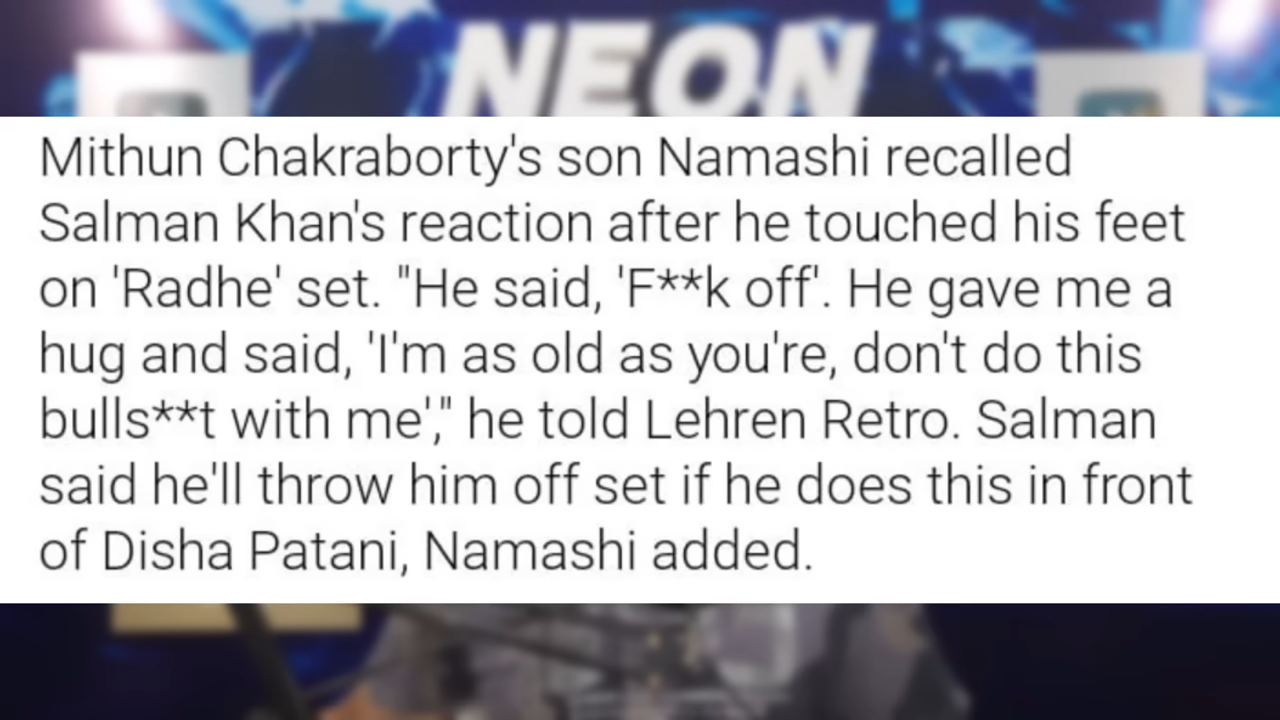 NEON
Mithun Chakraborty's son Namashi recalled
Salman Khan's reaction after he touched his feet
on 'Radhe' set. "He said, 'F**k off'. He gave me a
hug and said, 'I'm as old as you're, don't do this
bulls**t with me'," he told Lehren Retro. Salman
said he'll throw him off set if he does this in front
of Disha Patani, Namashi added.